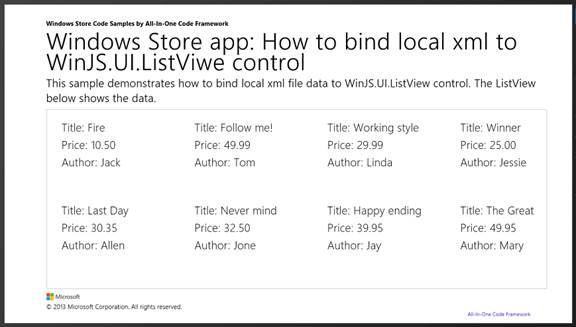 Windows Store Code Samples by All-In-One Code Framework
Windows Store app: How to bind local xml to
WinJS.UI.ListViwe control
This sample demonstrates how to bind local xml file data to WinJS.UI.ListView control. The ListView
below shows the data.
Title: Fire Title: Follow me! Title: Working style Title: Winner
Price: 10.50 Price: 49.99 Price: 29.99 Price: 25.00
Author: Jack Author: Tom Author: Linda Author: Jessie
Title: Last Day Title: Never mind Title: Happy ending Title: The Great
Price: 30.35 Price: 32.50 Price: 39.95 Price: 49.95
Author: Allen Author: Jone Author: Jay Author: Mary
Microsoft
© 2013 Microsoft Corporation. All rights reserved.
All-In-One Code Framework